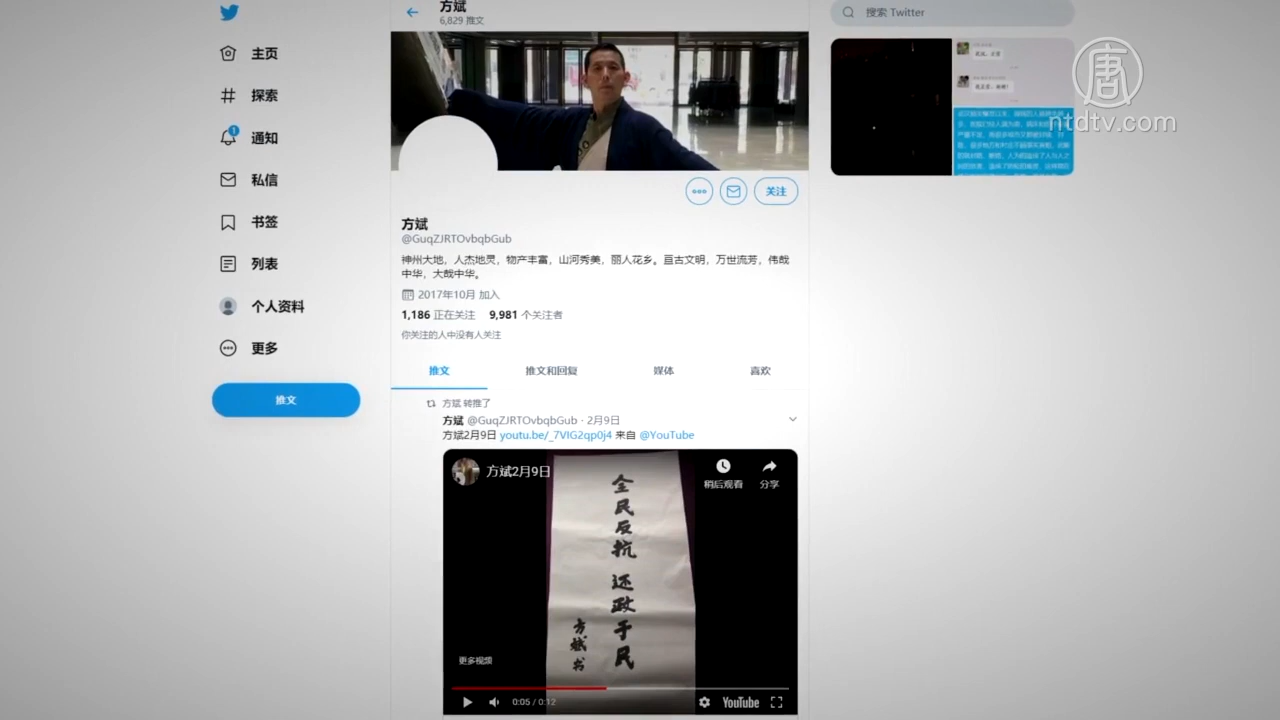 方斌
6,829 推文
搜索 Twitter
唐
ntdtv.com
主页
探索
1
通知
私信
书签
列表
个人资料
更多
推文
关注
方斌
@GuqZJRTOvbqbGub
神州大地，人杰地灵，物产丰富，山河秀美，丽人花乡。亘古文明，万世流芳，伟哉
中华，大哉中华。
2017年10月 加入
1,186 正在关注 9,981 个关注者
你关注的人中没有人关注
推文 推文和回复 媒体 喜欢
方斌 转推了
方斌 @GuqZJRTOvbqbGub · 2月9日
方斌2月9日 youtu.be/_7VIG2qp0j4 来自 @YouTube
方斌2月9日
稍后观看 分享
全民反抗 还政于民
方斌书
更多视频
0:05 / 0:12
YouTube